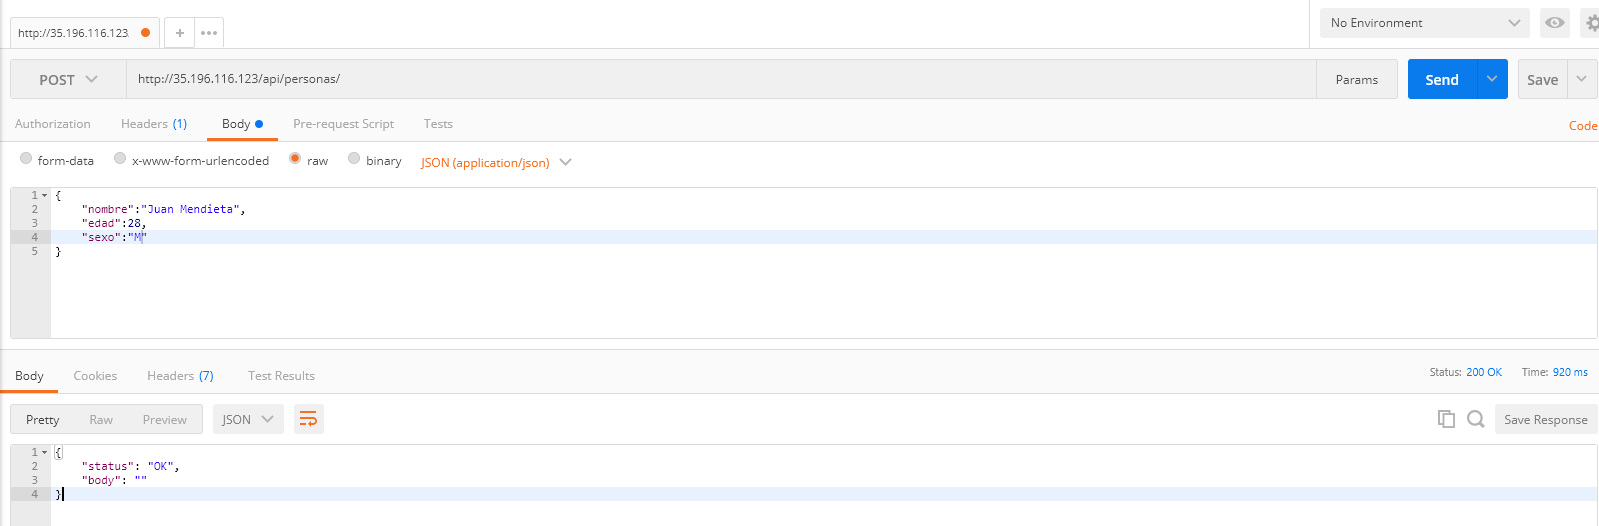 http://35.196.116.123. + ••• No Environment
POST http://35.196.116.123/api/personas/ Params Send Save
Authorization Headers (1) Body Pre-request Script Tests Code
form-data x-www-form-urlencoded raw binary JSON (application/json)
1 {
2 "nombre":"Juan Mendieta",
3 "edad":28,
4 "sexo":"M"
5 }
Body Cookies Headers (7) Test Results Status: 200 OK Time: 920 ms
Pretty Raw Preview JSON Save Response
1 {
2 "status": "OK",
3 "body": ""
4 }